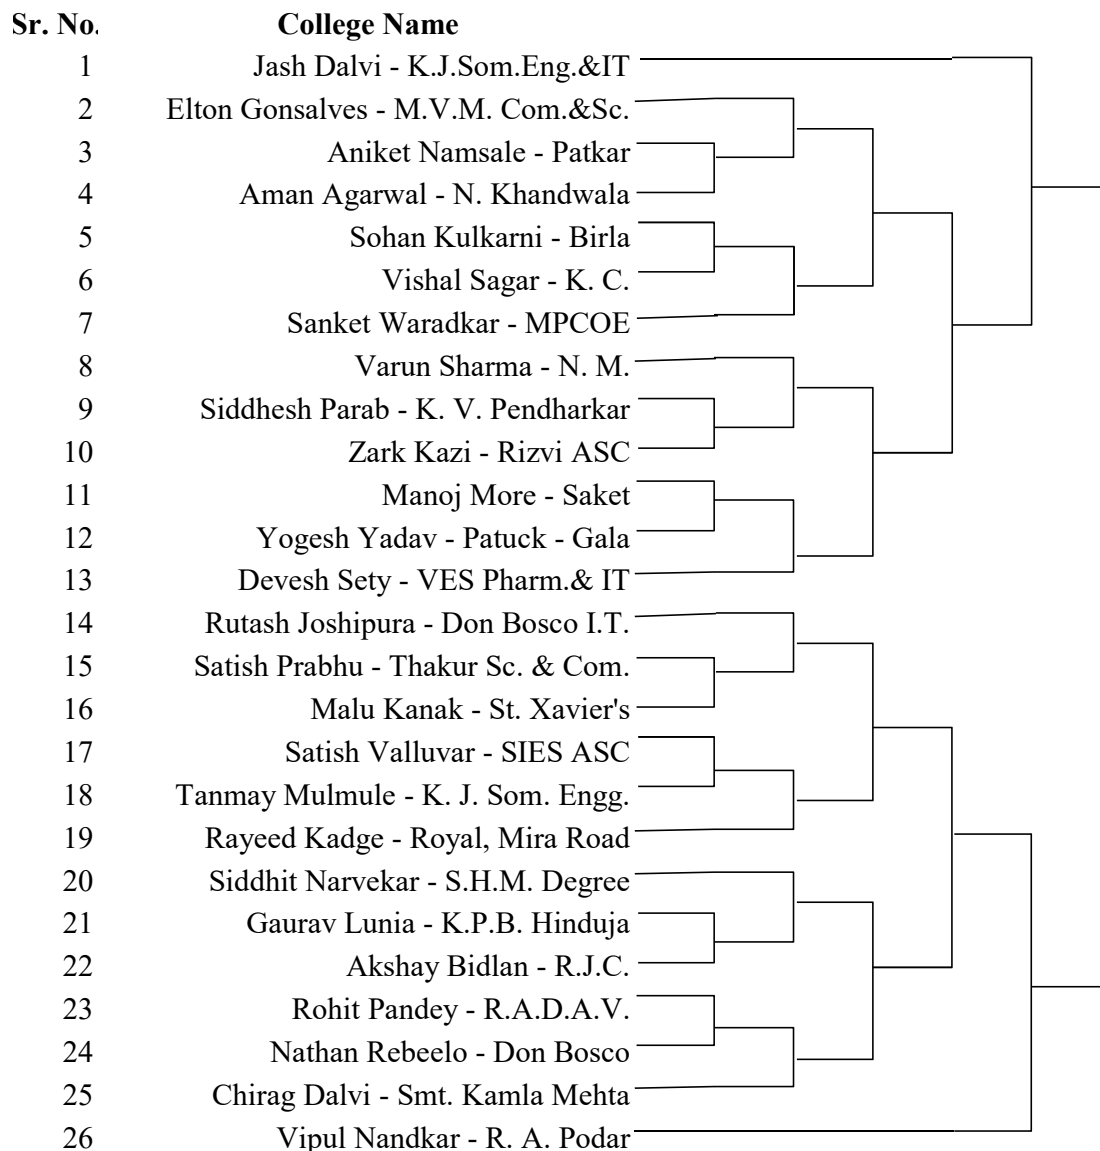 Sr. No. College Name
1 Jash Dalvi - K.J.Som.Eng.&IT
2 Elton Gonsalves - M.V.M. Com.&Sc.
3 Aniket Namsale - Patkar
4 Aman Agarwal - N. Khandwala
5 Sohan Kulkarni - Birla
6 Vishal Sagar - K. C.
7 Sanket Waradkar - MPCOE
8 Varun Sharma - N. M.
9 Siddhesh Parab - K. V. Pendharkar
10 Zark Kazi - Rizvi ASC
11 Manoj More - Saket
12 Yogesh Yadav - Patuck - Gala
13 Devesh Sety - VES Pharm.& IT
14 Rutash Joshipura - Don Bosco I.T.
15 Satish Prabhu - Thakur Sc. & Com.
16 Malu Kanak - St. Xavier's
17 Satish Valluvar - SIES ASC
18 Tanmay Mulmule - K. J. Som. Engg.
19 Rayeed Kadge - Royal, Mira Road
20 Siddhit Narvekar - S.H.M. Degree
21 Gaurav Lunia - K.P.B. Hinduja
22 Akshay Bidlan - R.J.C.
23 Rohit Pandey - R.A.D.A.V.
24 Nathan Rebeelo - Don Bosco
25 Chirag Dalvi - Smt. Kamla Mehta
26 Vipul Nandkar - R. A. Podar